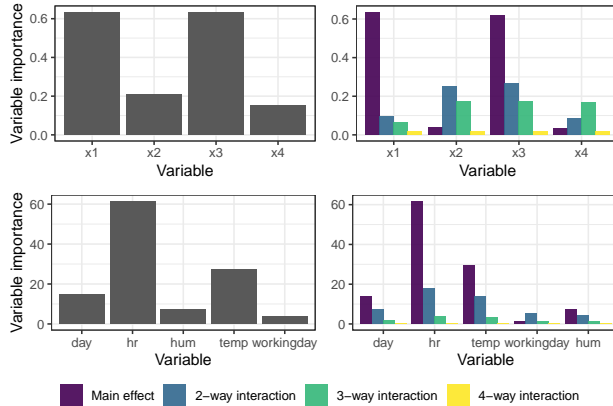 Variable importance
0.6
0.4
0.2
0.0
x1 x2 x3 x4
Variable
0.6
0.4
0.2
0.0
x1 x2 x3 x4
Variable
Variable importance
60
40
20
0
day hr hum temp workingday
Variable
60
40
20
0
day hr temp workingday hum
Variable
Main effect 2−way interaction 3−way interaction 4−way interaction